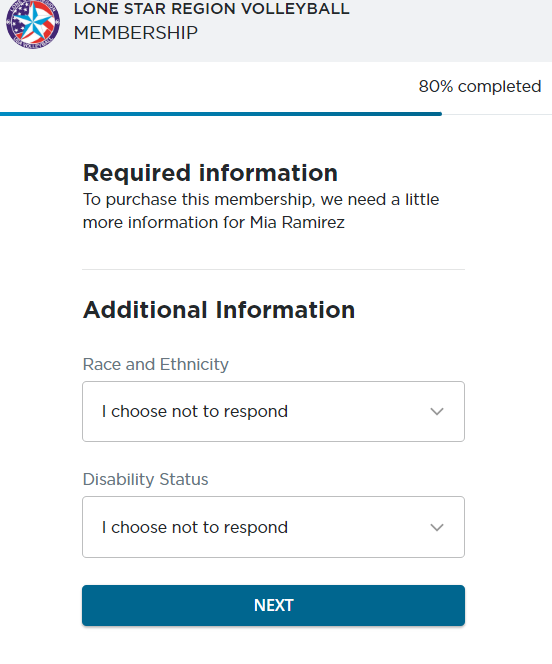 LONE STAR REGION VOLLEYBALL
MEMBERSHIP
80% completed
Required information
To purchase this membership, we need a little
more information for Mia Ramirez
Additional Information
Race and Ethnicity
I choose not to respond
Disability Status
I choose not to respond
NEXT